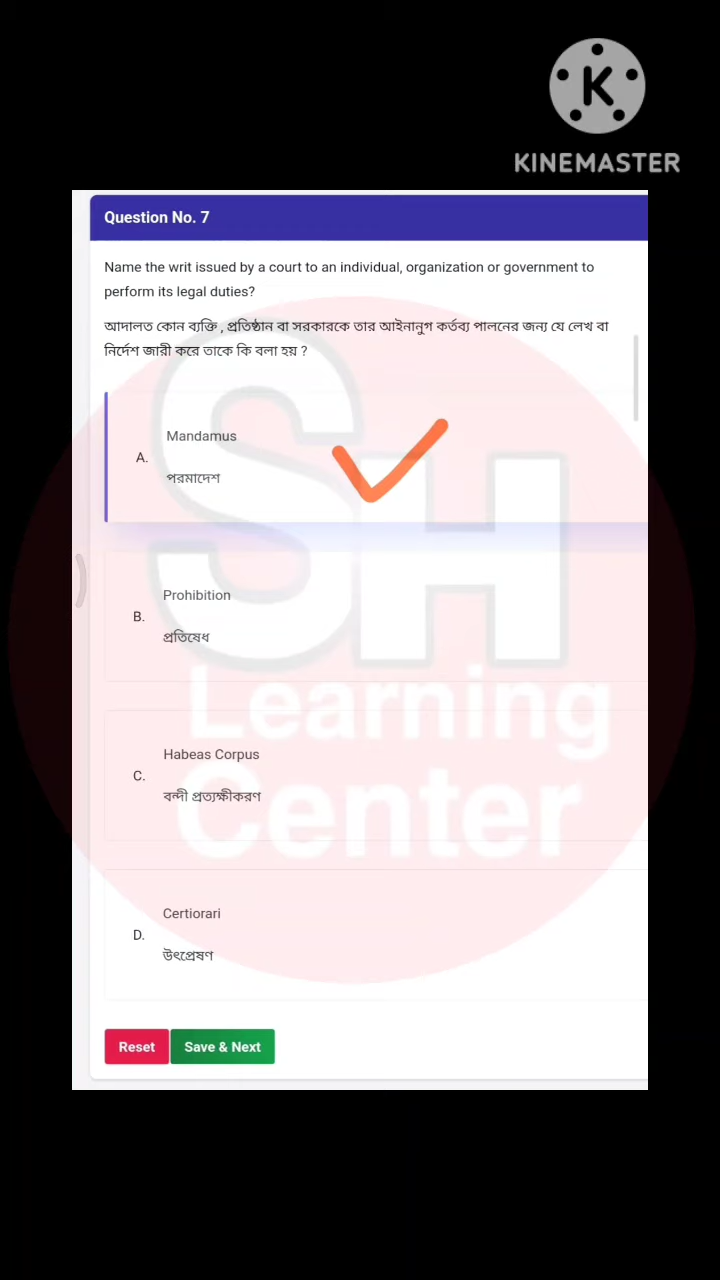 KINEMASTER
Question No. 7
Name the writ issued by a court to an individual, organization or government to
perform its legal duties?
আদালত কোন ব্যক্তি , প্রতিষ্ঠান বা সরকারকে তার আইনানুগ কর্তব্য পালনের জন্য যে লেখ বা
নির্দেশ জারী করে তাকে কি বলা হয় ?
Mandamus
A.
পরমাদেশ
Prohibition
B.
প্রতিষেধ
Habeas Corpus
C.
বন্দী প্রত্যক্ষীকরণ
Certiorari
D.
উৎপ্রেষণ
SH
Learning
Center
Reset Save & Next